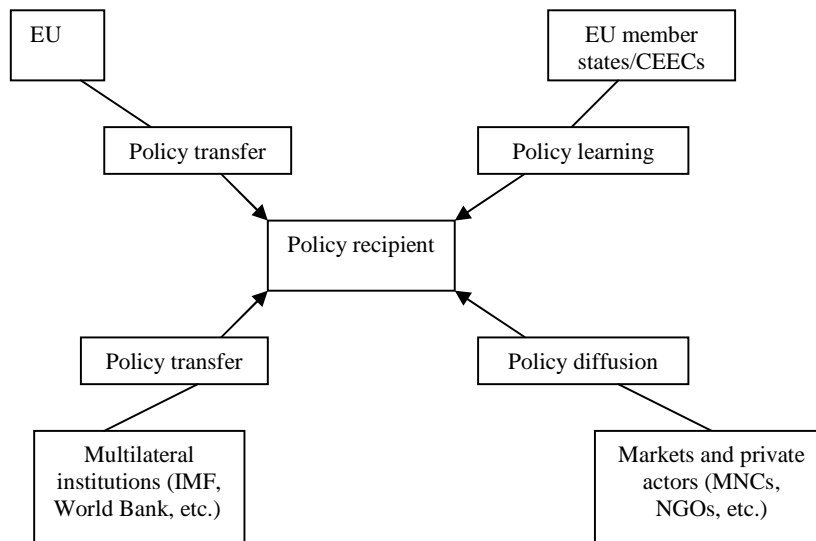 EU
EU member
states/CEECs
Policy transfer
Policy learning
Policy recipient
Policy transfer
Policy diffusion
Multilateral
institutions (IMF,
World Bank, etc.)
Markets and private
actors (MNCs,
NGOs, etc.)